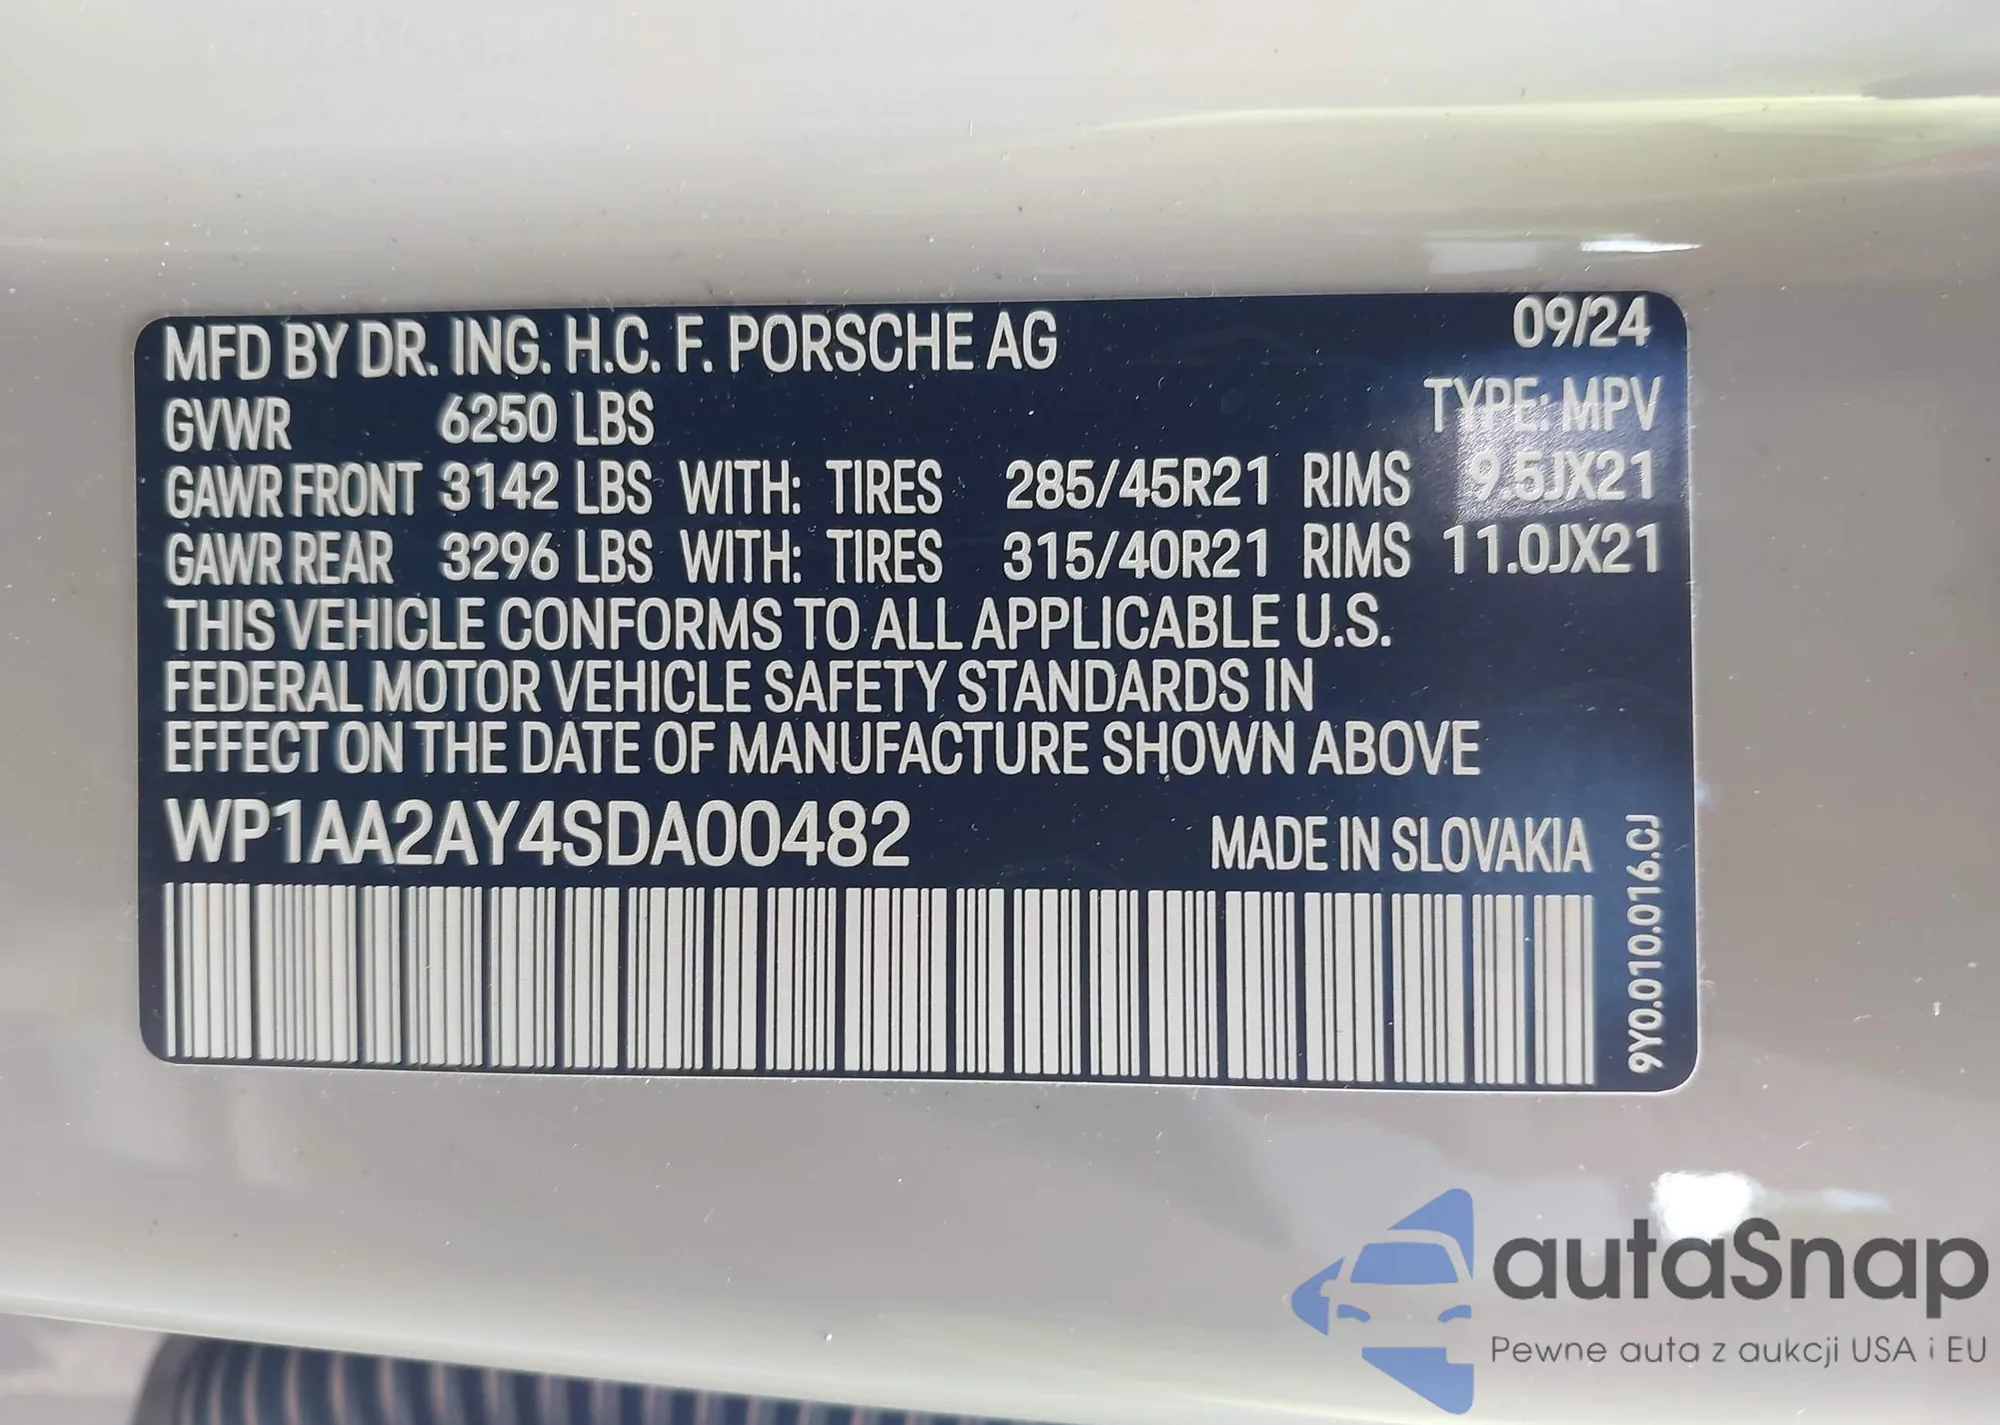 MFD BY DR. ING. H.C. F. PORSCHE AG 09/24
GVWR 6250 LBS TYPE: MPV
GAWR FRONT 3142 LBS WITH: TIRES 285/45R21 RIMS 9.5JX21
GAWR REAR 3296 LBS WITH: TIRES 315/40R21 RIMS 11.0JX21
THIS VEHICLE CONFORMS TO ALL APPLICABLE U.S.
FEDERAL MOTOR VEHICLE SAFETY STANDARDS IN
EFFECT ON THE DATE OF MANUFACTURE SHOWN ABOVE
WP1AA2AY4SDA00482 MADE IN SLOVAKIA
9Y0.010.016.CJ
autaSnap
Pewne auta z aukcji USA i EU